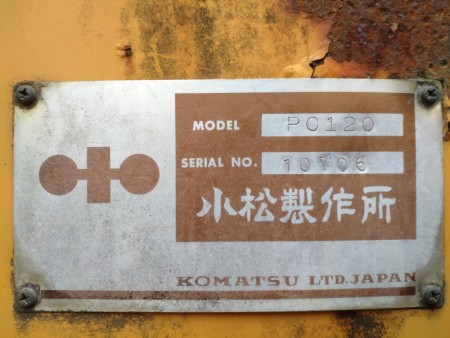 MODEL PC120
SERIAL NO. 10706
小松製作所
KOMATSU LTD. JAPAN